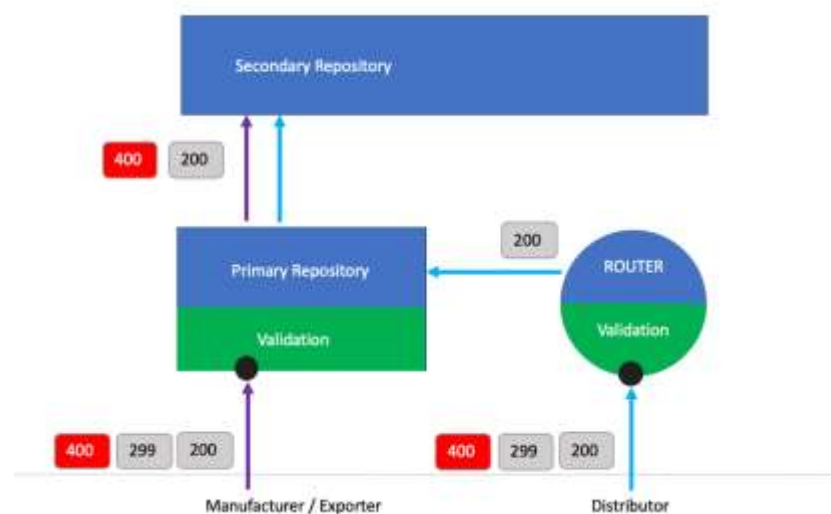 Secondary Repository
400 200
200
Primary Repository
ROUTER
Validation
Validation
400 299 200
400 299 200
Manufacturer / Exporter
Distributor